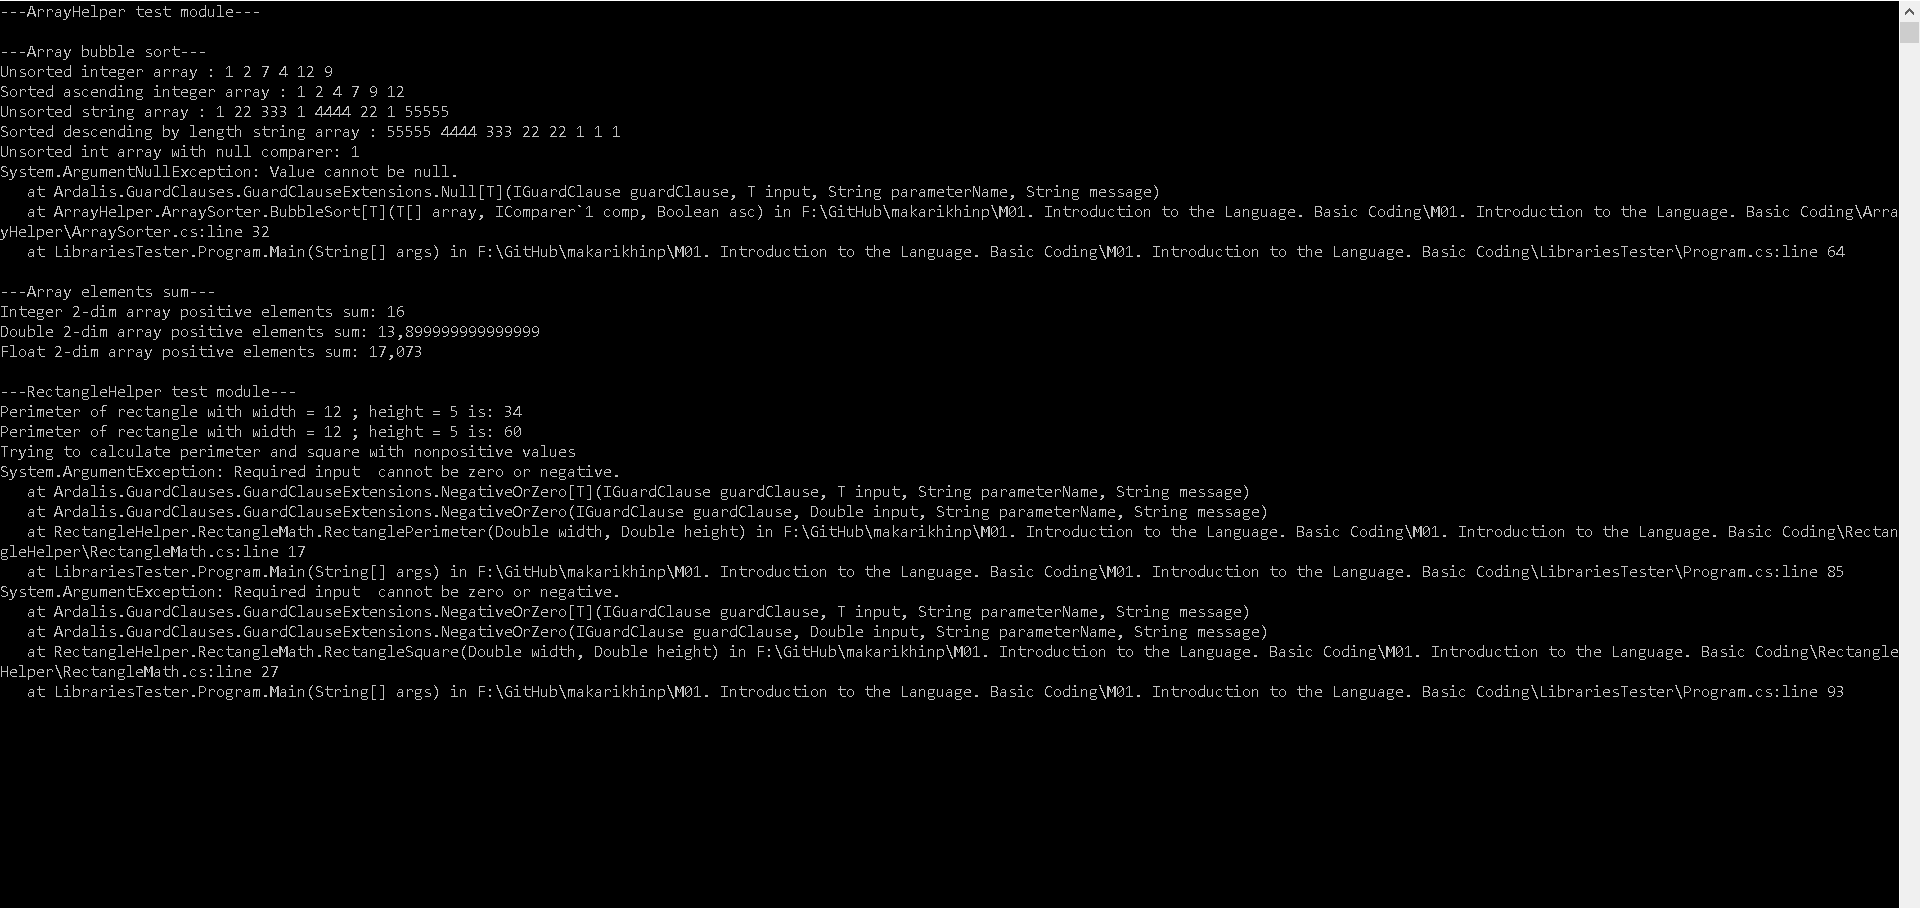 ---ArrayHelper test module---
---Array bubble sort---
Unsorted integer array : 1 2 7 4 12 9
Sorted ascending integer array : 1 2 4 7 9 12
Unsorted string array : 1 22 333 1 4444 22 1 55555
Sorted descending by length string array : 55555 4444 333 22 22 1 1 1
Unsorted int array with null comparer: 1
System.ArgumentNullException: Value cannot be null.
   at Ardalis.GuardClauses.GuardClauseExtensions.Null[T](IGuardClause guardClause, T input, String parameterName, String message)
   at ArrayHelper.ArraySorter.BubbleSort[T](T[] array, IComparer`1 comp, Boolean asc) in F:\GitHub\makarikhinp\M01. Introduction to the Language. Basic Coding\M01. Introduction to the Language. Basic Coding\Arra
yHelper\ArraySorter.cs:line 32
   at LibrariesTester.Program.Main(String[] args) in F:\GitHub\makarikhinp\M01. Introduction to the Language. Basic Coding\M01. Introduction to the Language. Basic Coding\LibrariesTester\Program.cs:line 64
---Array elements sum---
Integer 2-dim array positive elements sum: 16
Double 2-dim array positive elements sum: 13,899999999999999
Float 2-dim array positive elements sum: 17,073
---RectangleHelper test module---
Perimeter of rectangle with width = 12 ; height = 5 is: 34
Perimeter of rectangle with width = 12 ; height = 5 is: 60
Trying to calculate perimeter and square with nonpositive values
System.ArgumentException: Required input  cannot be zero or negative.
   at Ardalis.GuardClauses.GuardClauseExtensions.NegativeOrZero[T](IGuardClause guardClause, T input, String parameterName, String message)
   at Ardalis.GuardClauses.GuardClauseExtensions.NegativeOrZero(IGuardClause guardClause, Double input, String parameterName, String message)
   at RectangleHelper.RectangleMath.RectanglePerimeter(Double width, Double height) in F:\GitHub\makarikhinp\M01. Introduction to the Language. Basic Coding\M01. Introduction to the Language. Basic Coding\Rectan
gleHelper\RectangleMath.cs:line 17
   at LibrariesTester.Program.Main(String[] args) in F:\GitHub\makarikhinp\M01. Introduction to the Language. Basic Coding\M01. Introduction to the Language. Basic Coding\LibrariesTester\Program.cs:line 85
System.ArgumentException: Required input  cannot be zero or negative.
   at Ardalis.GuardClauses.GuardClauseExtensions.NegativeOrZero[T](IGuardClause guardClause, T input, String parameterName, String message)
   at Ardalis.GuardClauses.GuardClauseExtensions.NegativeOrZero(IGuardClause guardClause, Double input, String parameterName, String message)
   at RectangleHelper.RectangleMath.RectangleSquare(Double width, Double height) in F:\GitHub\makarikhinp\M01. Introduction to the Language. Basic Coding\M01. Introduction to the Language. Basic Coding\Rectangle
Helper\RectangleMath.cs:line 27
   at LibrariesTester.Program.Main(String[] args) in F:\GitHub\makarikhinp\M01. Introduction to the Language. Basic Coding\M01. Introduction to the Language. Basic Coding\LibrariesTester\Program.cs:line 93